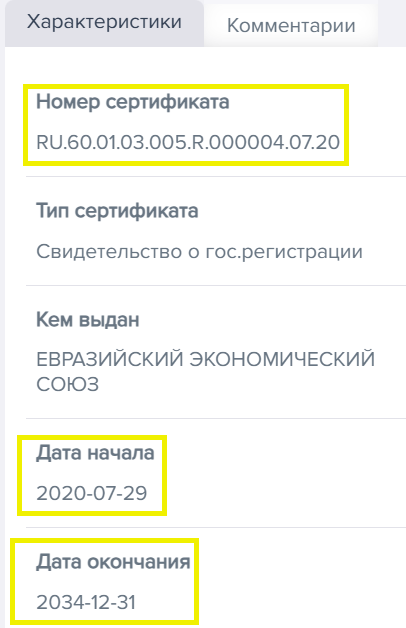 Характеристики
Комментарии
Номер сертификата
RU.60.01.03.005.R.000004.07.20
Тип сертификата
Свидетельство о гос.регистрации
Кем выдан
ЕВРАЗИЙСКИЙ ЭКОНОМИЧЕСКИЙ
СОЮЗ
Дата начала
2020-07-29
Дата окончания
2034-12-31